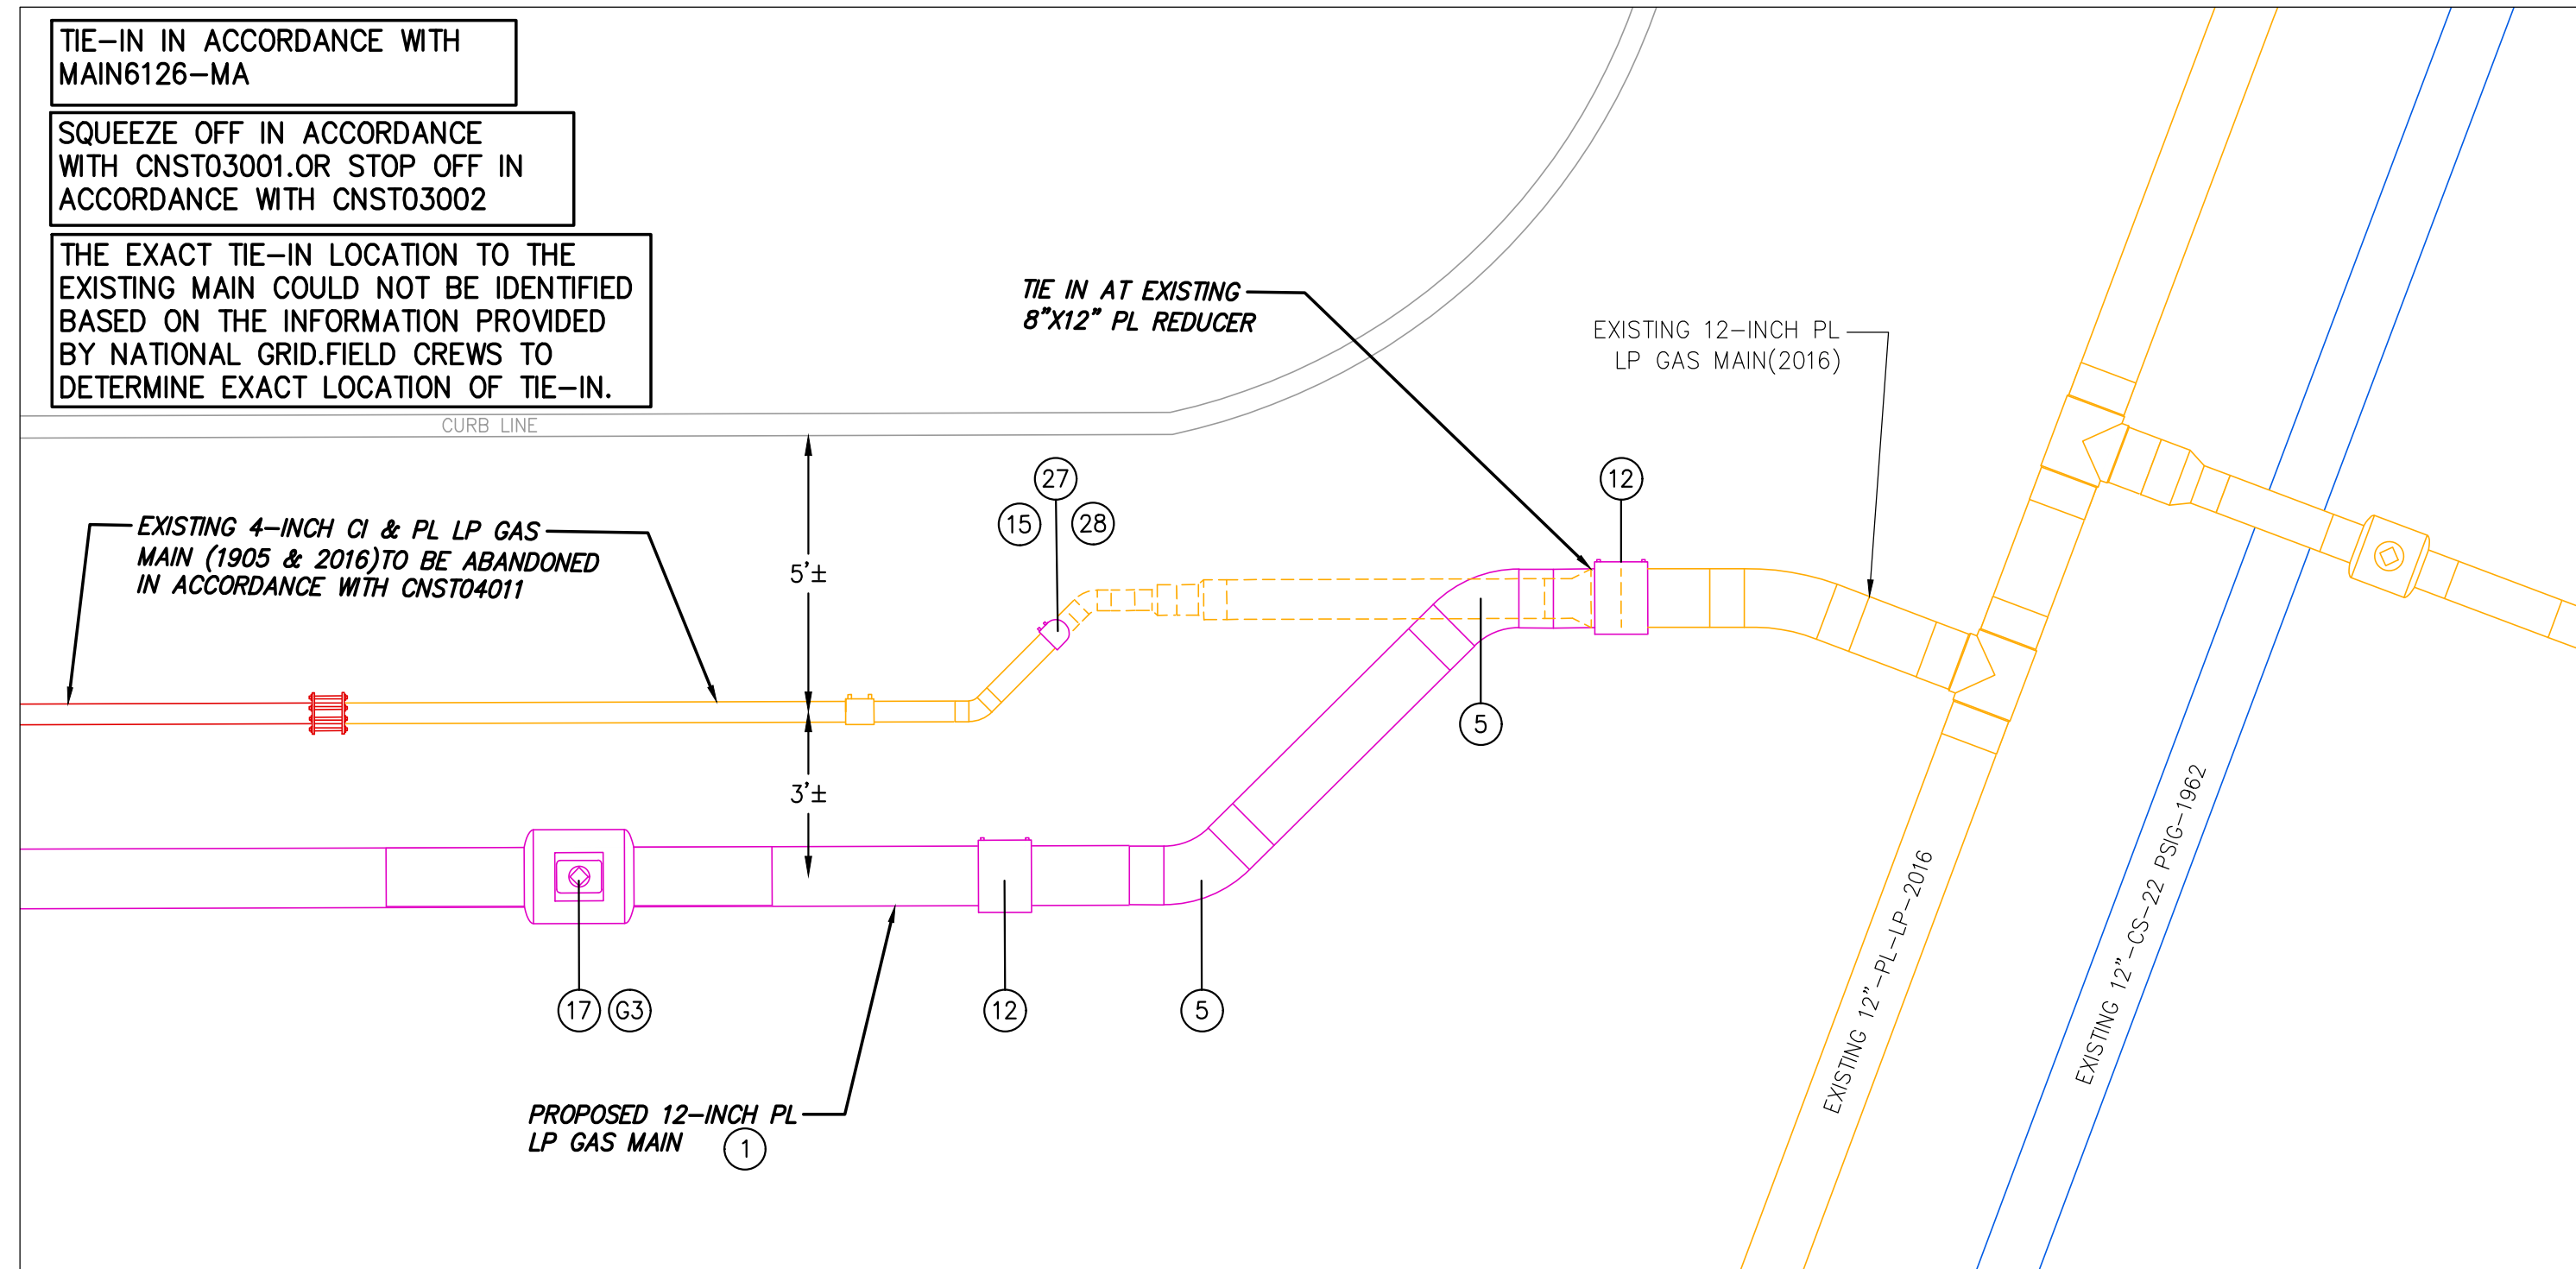 TIE-IN IN ACCORDANCE WITH
MAIN6126-MA
SQUEEZE OFF IN ACCORDANCE
WITH CNST03001.OR STOP OFF IN
ACCORDANCE WITH CNST03002
THE EXACT TIE-IN LOCATION TO THE
EXISTING MAIN COULD NOT BE IDENTIFIED
BASED ON THE INFORMATION PROVIDED
BY NATIONAL GRID.FIELD CREWS TO
DETERMINE EXACT LOCATION OF TIE-IN.
CURB LINE
TIE IN AT EXISTING
8"X12" PL REDUCER
EXISTING 12-INCH PL
LP GAS MAIN(2016)
27
15
28
12
EXISTING 4-INCH CI & PL LP GAS
MAIN (1905 & 2016)TO BE ABANDONED
IN ACCORDANCE WITH CNST04011
5'±
5
3'±
17
G3
12
5
PROPOSED 12-INCH PL
LP GAS MAIN
1
EXISTING 12"-PL-LP-2016
EXISTING 12"-CS-22 PSIG-1962